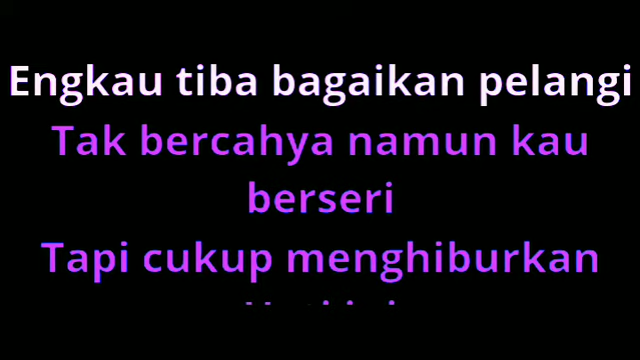 Engkau tiba bagaikan pelangi
Tak bercahya namun kau
berseri
Tapi cukup menghiburkan